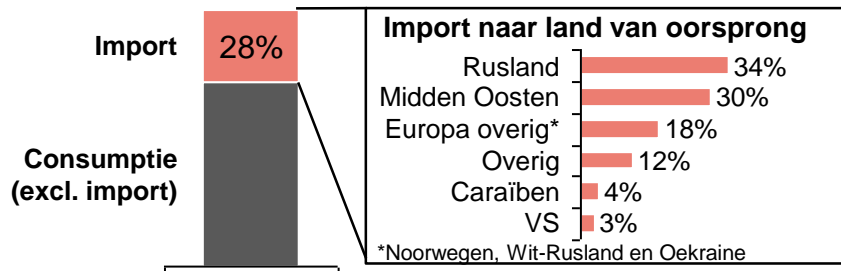 Import
28%
Consumptie
(excl. import)
Import naar land van oorsprong
Rusland 34%
Midden Oosten 30%
Europa overig* 18%
Overig 12%
Caraïben 4%
VS 3%
*Noorwegen, Wit-Rusland en Oekraine